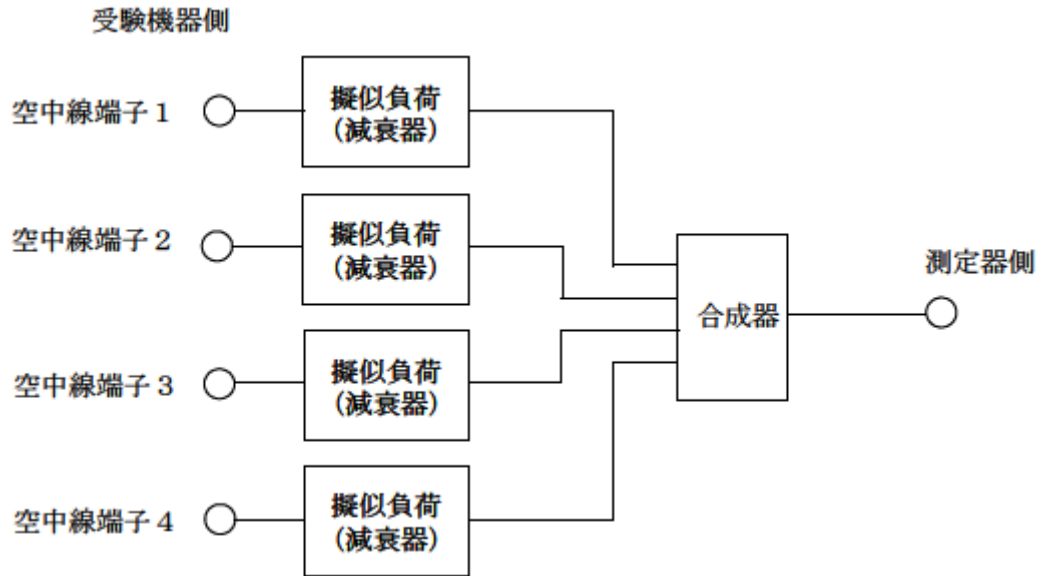 受験機器側
空中線端子1
擬似負荷
(減衰器)
空中線端子2
擬似負荷
(減衰器)
測定器側
合成器
空中線端子3
擬似負荷
(減衰器)
空中線端子4
擬似負荷
(減衰器)